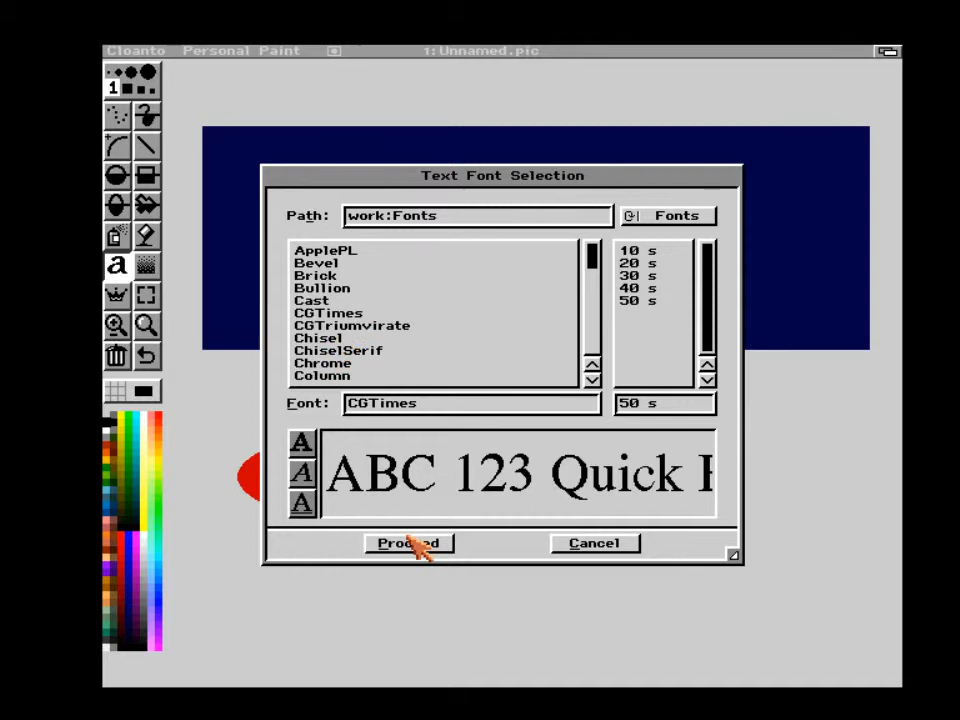 Cloanto Personal Paint 1:Unnamed.pic
1
a
Text Font Selection
Path: work:Fonts Fonts
ApplePL 10 s
Bevel 20 s
Brick 30 s
Bullion 40 s
Cast 50 s
CGTimes
CGTriumvirate
Chisel
ChiselSerif
Chrome
Column
Font: CGTimes 50 s
A
A
A
ABC 123 Quick
Cancel